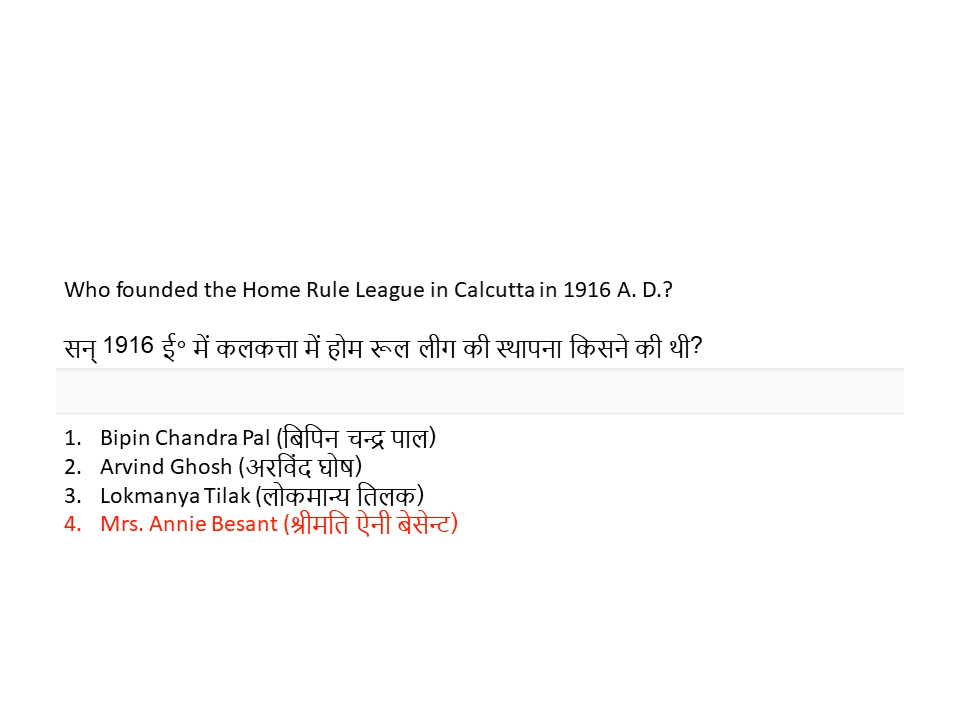 Who founded the Home Rule League in Calcutta in 1916 A. D.?
सन् 1916 ई° में कलकत्ता में होम रूल लीग की स्थापना किसने की थी?
1. Bipin Chandra Pal (बिपिन चन्द्र पाल)
2. Arvind Ghosh (अरविंद घोष)
3. Lokmanya Tilak (लोकमान्य तिलक)
4. Mrs. Annie Besant (श्रीमति ऐनी बेसेन्ट)